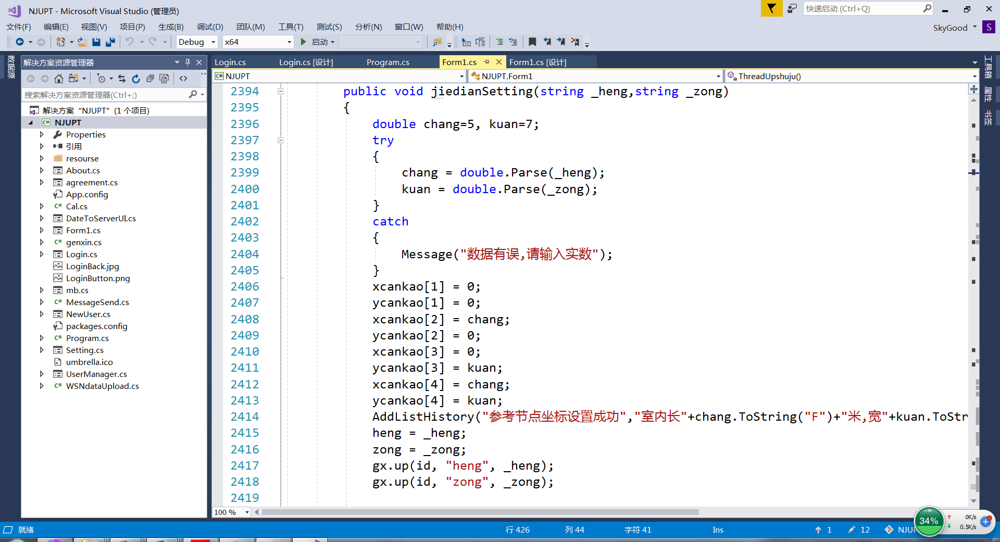 NJUPT - Microsoft Visual Studio (管理员)
快速启动 (Ctrl+Q)
文件(F) 编辑(E) 视图(V) 项目(P) 生成(B) 调试(D) 团队(M) 工具(T) 测试(S) 分析(N) 窗口(W) 帮助(H)
SkyGood S
Debug x64 启动
数据源
解决方案资源管理器
搜索解决方案资源管理器(Ctrl+;)
解决方案 “NJUPT” (1 个项目)
C# NJUPT
Properties
引用
resourse
About.cs
agreement.cs
App.config
C# Cal.cs
DateToServerUI.cs
Form1.cs
C# genxin.cs
Login.cs
LoginBack.jpg
LoginButton.png
mb.cs
C# MessageSend.cs
NewUser.cs
packages.config
C# Program.cs
Setting.cs
umbrella.ico
UserManager.cs
C# WSNdataUpload.cs
Login.cs Login.cs [设计] Program.cs Form1.cs Form1.cs [设计]
C# NJUPT NJUPT.Form1 ThreadUpshuju()
2394 public void jiedianSetting(string _heng,string _zong)
2395 {
2396 double chang=5, kuan=7;
2397 try
2398 {
2399 chang = double.Parse(_heng);
2400 kuan = double.Parse(_zong);
2401 }
2402 catch
2403 {
2404 Message("数据有误,请输入实数");
2405 }
2406 xcankao[1] = 0;
2407 ycankao[1] = 0;
2408 xcankao[2] = chang;
2409 ycankao[2] = 0;
2410 xcankao[3] = 0;
2411 ycankao[3] = kuan;
2412 xcankao[4] = chang;
2413 ycankao[4] = kuan;
2414 AddListHistory("参考节点坐标设置成功","室内长"+chang.ToString("F")+"米,宽"+kuan.ToStr
2415 heng = _heng;
2416 zong = _zong;
2417 gx.up(id, "heng", _heng);
2418 gx.up(id, "zong", _zong);
2419
100 %
工具箱
属性
书签
就绪 行 426 列 44 字符 41 Ins 1 12 NJUP
34% 0K/s
0.5K/s